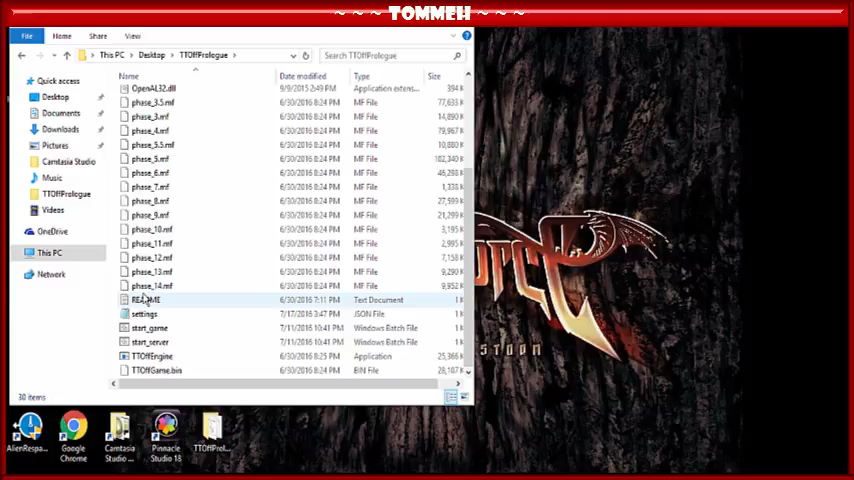 ~ ~ ~ TOMMEH ~ ~ ~
File Home Share View
This PC Desktop TTOffPrologue Search TTOffPrologue
Name Date modified Type Size
Quick access
Desktop
Documents
Downloads
Pictures
Camtasia Studio
Music
TTOffPrologue
Videos
OneDrive
This PC
Network
OpenAL32.dll 9/9/2015 2:49 PM Application extens... 394 K
phase_3.5.mf 6/30/2016 8:24 PM MF File 77,633 K
phase_3.mf 6/30/2016 8:24 PM MF File 14,890 K
phase_4.mf 6/30/2016 8:24 PM MF File 79,967 K
phase_5.5.mf 6/30/2016 8:24 PM MF File 10,880 K
phase_5.mf 6/30/2016 8:24 PM MF File 102,340 K
phase_6.mf 6/30/2016 8:24 PM MF File 46,298 K
phase_7.mf 6/30/2016 8:24 PM MF File 1,338 K
phase_8.mf 6/30/2016 8:24 PM MF File 27,599 K
phase_9.mf 6/30/2016 8:24 PM MF File 21,299 K
phase_10.mf 6/30/2016 8:24 PM MF File 3,195 K
phase_11.mf 6/30/2016 8:24 PM MF File 2,995 K
phase_12.mf 6/30/2016 8:24 PM MF File 7,158 K
phase_13.mf 6/30/2016 8:24 PM MF File 9,290 K
phase_14.mf 6/30/2016 8:24 PM MF File 9,952 K
README 6/30/2016 7:11 PM Text Document 1 K
settings 7/17/2016 3:47 PM JSON File 1 K
start_game 7/11/2016 10:41 PM Windows Batch File 1 K
start_server 7/11/2016 10:41 PM Windows Batch File 1 K
TTOffEngine 6/30/2016 8:25 PM Application 25,366 K
TTOffGame.bin 6/30/2016 8:24 PM BIN File 28,107 K
30 items
AlienRespa...
Google Chrome
Camtasia Studio ...
Pinnacle Studio 18
TTOffProl...